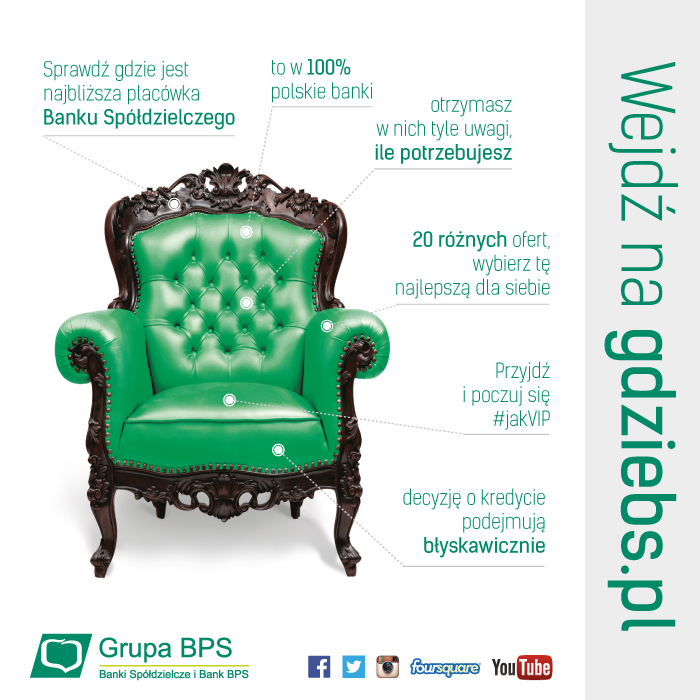 Sprawdź gdzie jest
najbliższa placówka
Banku Spółdzielczego
to w 100%
polskie banki
otrzymasz
w nich tyle uwagi,
ile potrzebujesz
20 różnych ofert,
wybierz tę
najlepszą dla siebie
Przyjdź
i poczuj się
#jakVIP
decyzję o kredycie
podejmują
błyskawicznie
Wejdź na gdziebs.pl
Grupa BPS
Banki Spółdzielcze i Bank BPS
foursquare
YouTube